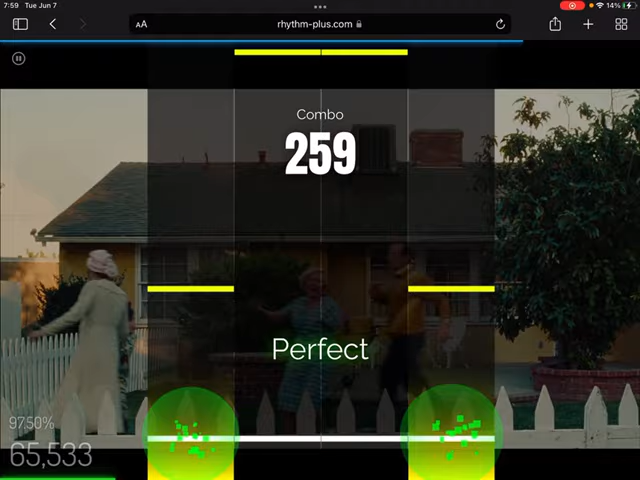 7:59 Tue Jun 7
14%
AA
rhythm-plus.com
Combo
259
Perfect
97.50%
65,533